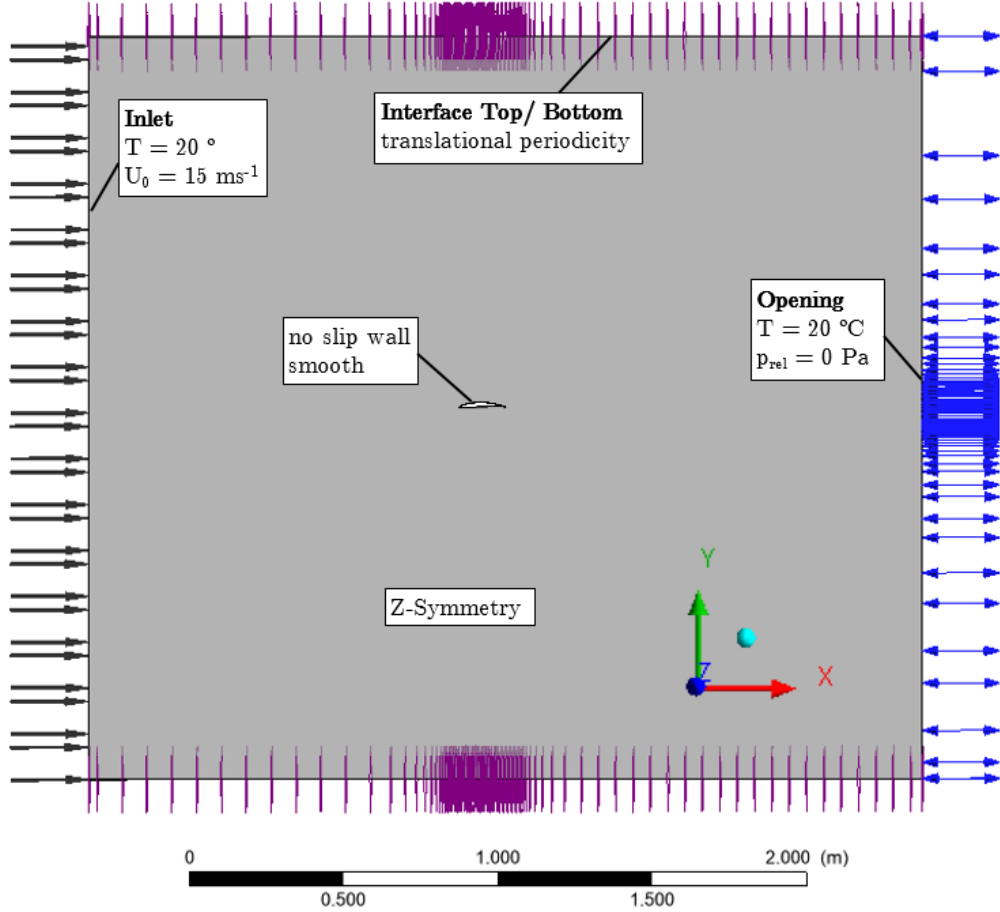 Interface Top/ Bottom
translational periodicity
Inlet
T = 20 °
U₀ = 15 ms⁻¹
Opening
T = 20 °C
pᵣₑₗ = 0 Pa
no slip wall
smooth
Z-Symmetry
Y
Z
X
0 1.000 2.000 (m)
0.500 1.500